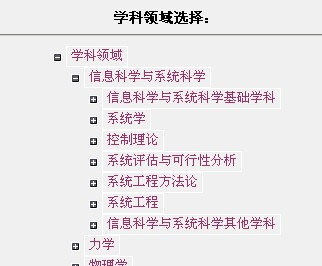 学科领域选择：
学科领域
信息科学与系统科学
信息科学与系统科学基础学科
系统学
控制理论
系统评估与可行性分析
系统工程方法论
系统工程
信息科学与系统科学其他学科
力学
物理学